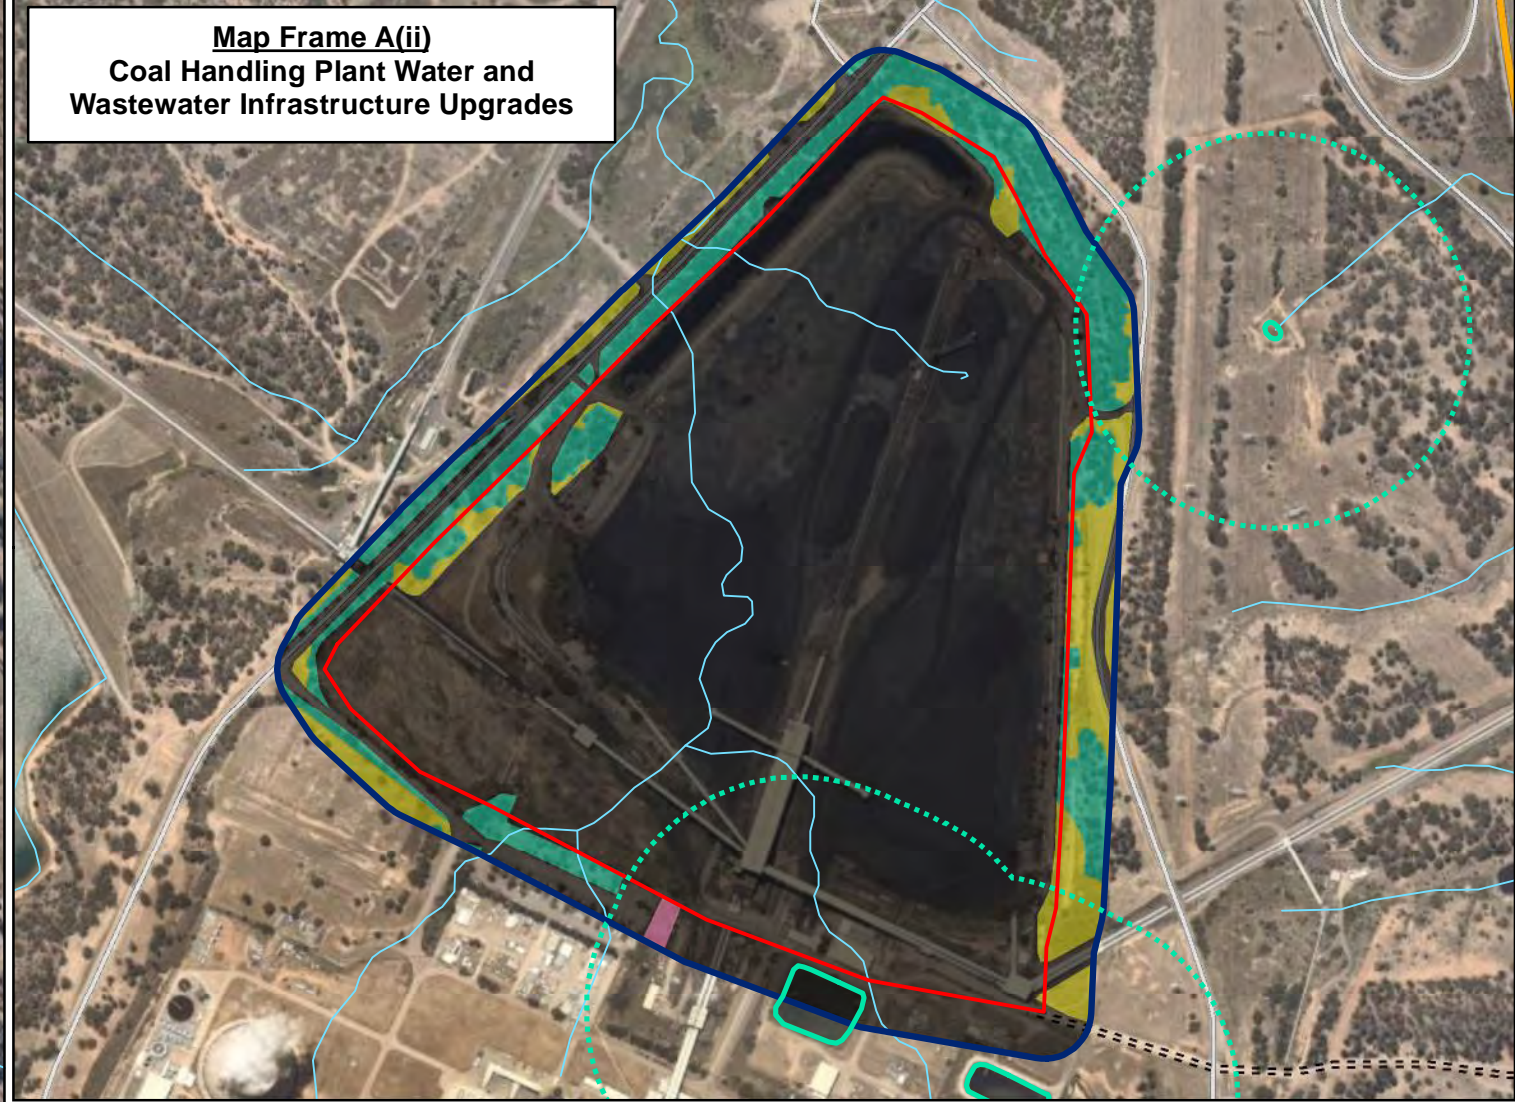 Map Frame A(ii)
Coal Handling Plant Water and
Wastewater Infrastructure Upgrades